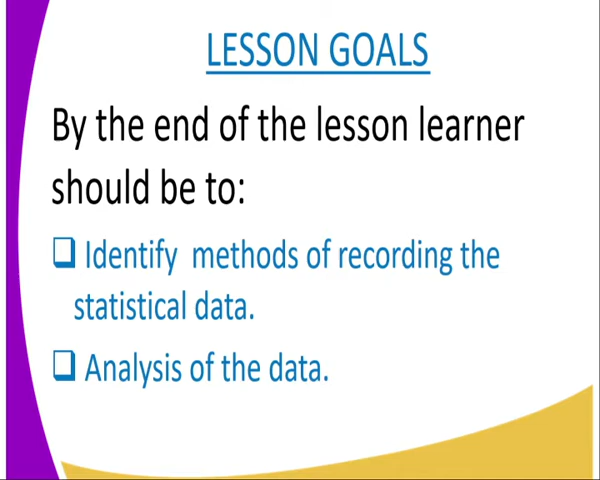 LESSON GOALS
By the end of the lesson learner
should be to:
❑ Identify methods of recording the
statistical data.
❑ Analysis of the data.